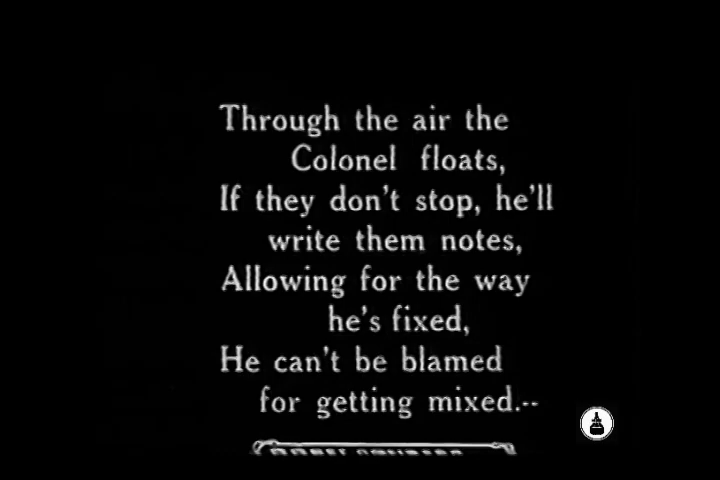 Through the air the
Colonel floats,
If they don't stop, he'll
write them notes,
Allowing for the way
he's fixed,
He can't be blamed
for getting mixed.--